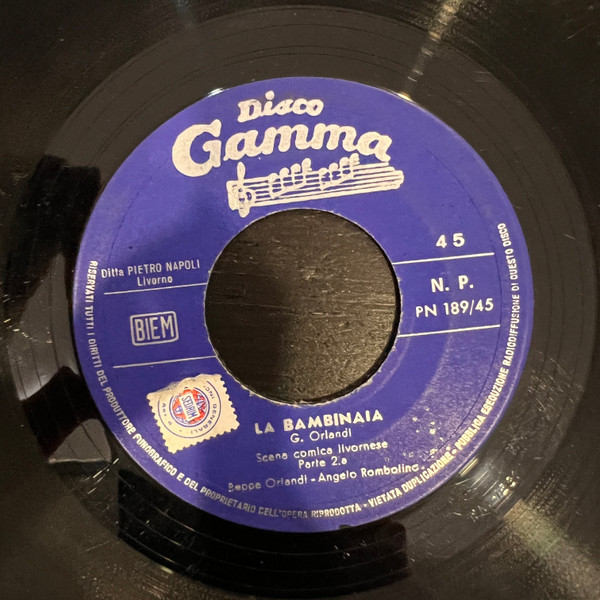 Disco
Gamma
45
Ditta PIETRO NAPOLI
Livorno
N. P.
PN 189/45
BIEM
LA BAMBINAIA
G. Orlandi
Scena comica livornese
Parte 2.a
Beppe Orlandi - Angelo Rombolino
RISERVATI TUTTI I DIRITTI DEL PRODUTTORE FONOGRAFICO E DEL PROPRIETARIO DELL'OPERA RIPRODOTTA - VIETATA DUPLICAZIONE - PUBBLICA ESECUZIONE RADIODIFFUSIONE DI QUESTO DISCO